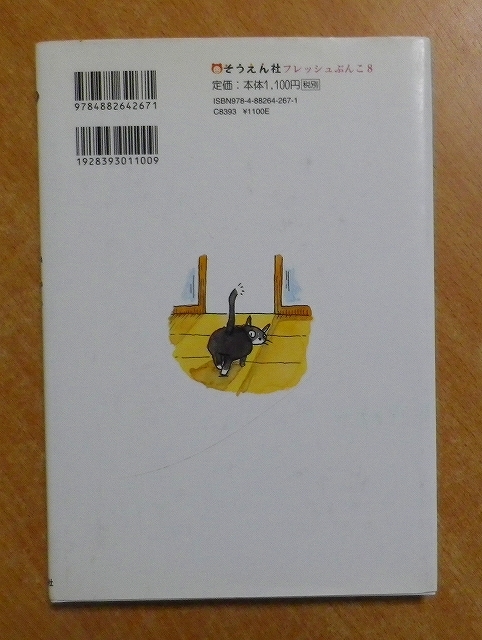 そうえん社フレッシュぶんこ8
定価：本体1,100円 税別
ISBN978-4-88264-267-1
C8393 ¥1100E
9784882642671
1928393011009
社